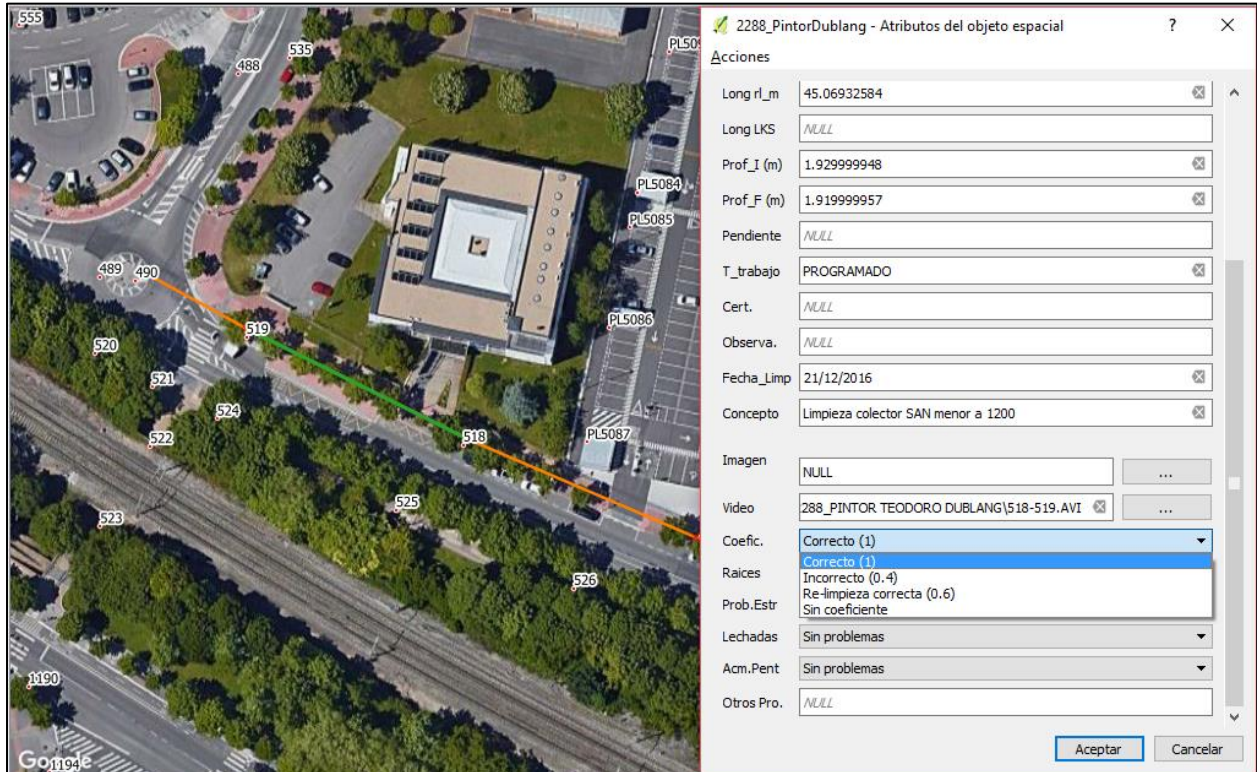 555
535
488
489
490
519
520
521
524
522
518
525
523
526
1190
1194
PL5084
PL5085
PL5086
PL5087
Google
2288_PintorDublang - Atributos del objeto espacial ? ×
Acciones
Long rl_m 45.06932584
Long LKS NULL
Prof_I (m) 1.929999948
Prof_F (m) 1.919999957
Pendiente NULL
T_trabajo PROGRAMADO
Cert. NULL
Observa. NULL
Fecha_Limp 21/12/2016
Concepto Limpieza colector SAN menor a 1200
Imagen NULL ...
Video 288_PINTOR TEODORO DUBLANG\518-519.AVI ...
Coefic. Correcto (1)
Correcto (1)
Raices Incorrecto (0.4)
Re-limpieza correcta (0.6)
Prob.Estr Sin coeficiente
Lechadas Sin problemas
Acm.Pent Sin problemas
Otros Pro. NULL
Aceptar Cancelar